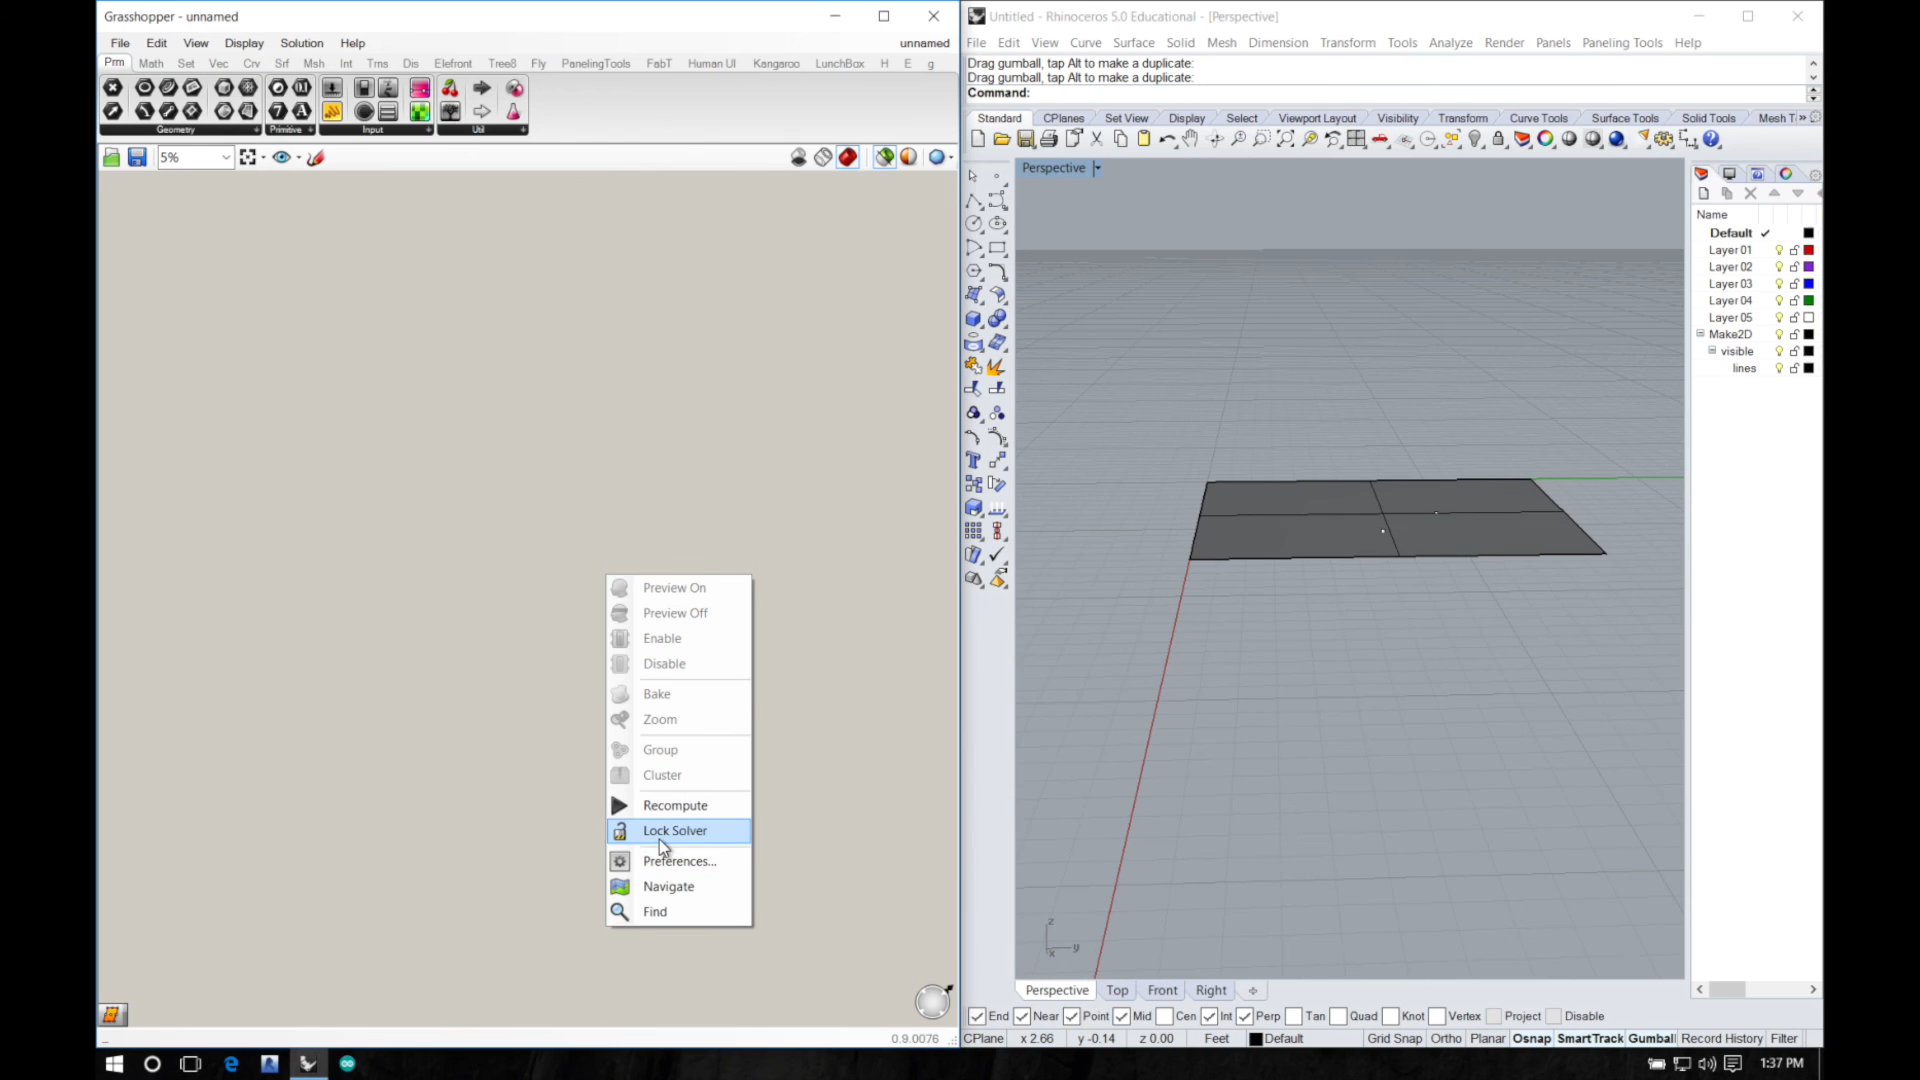 Grasshopper - unnamed
File Edit View Display Solution Help
unnamed
Prm Math Set Vec Crv Srf Msh Int Trns Dis Elefront Tree8 Fly PanelingTools FabT Human UI Kangaroo LunchBox H E g
Geometry + Primitive + Input + Util +
5%
Preview On
Preview Off
Enable
Disable
Bake
Zoom
Group
Cluster
Recompute
Lock Solver
Preferences...
Navigate
Find
0.9.0076
Untitled - Rhinoceros 5.0 Educational - [Perspective]
File Edit View Curve Surface Solid Mesh Dimension Transform Tools Analyze Render Panels Paneling Tools Help
Drag gumball, tap Alt to make a duplicate:
Drag gumball, tap Alt to make a duplicate:
Command:
Standard CPlanes Set View Display Select Viewport Layout Visibility Transform Curve Tools Surface Tools Solid Tools Mesh T »
Perspective
z
y
x
Name
Default
Layer 01
Layer 02
Layer 03
Layer 04
Layer 05
Make2D
visible
lines
Perspective Top Front Right
End Near Point Mid Cen Int Perp Tan Quad Knot Vertex Project Disable
CPlane x 2.66 y -0.14 z 0.00 Feet Default Grid Snap Ortho Planar Osnap SmartTrack Gumball Record History Filter
1:37 PM